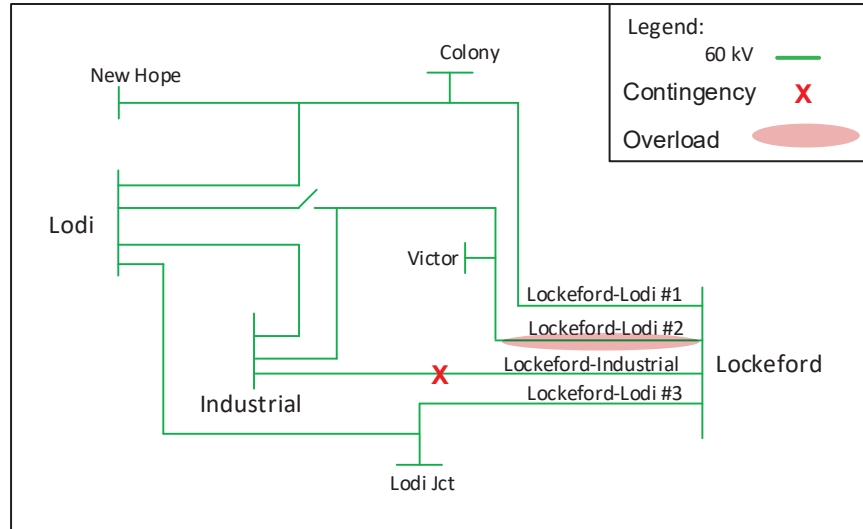 Legend:
60 kV
Contingency
X
Overload
Colony
New Hope
Lodi
Victor
Lockeford-Lodi #1
Lockeford-Lodi #2
Lockeford-Industrial
X
Lockeford
Lockeford-Lodi #3
Industrial
Lodi Jct